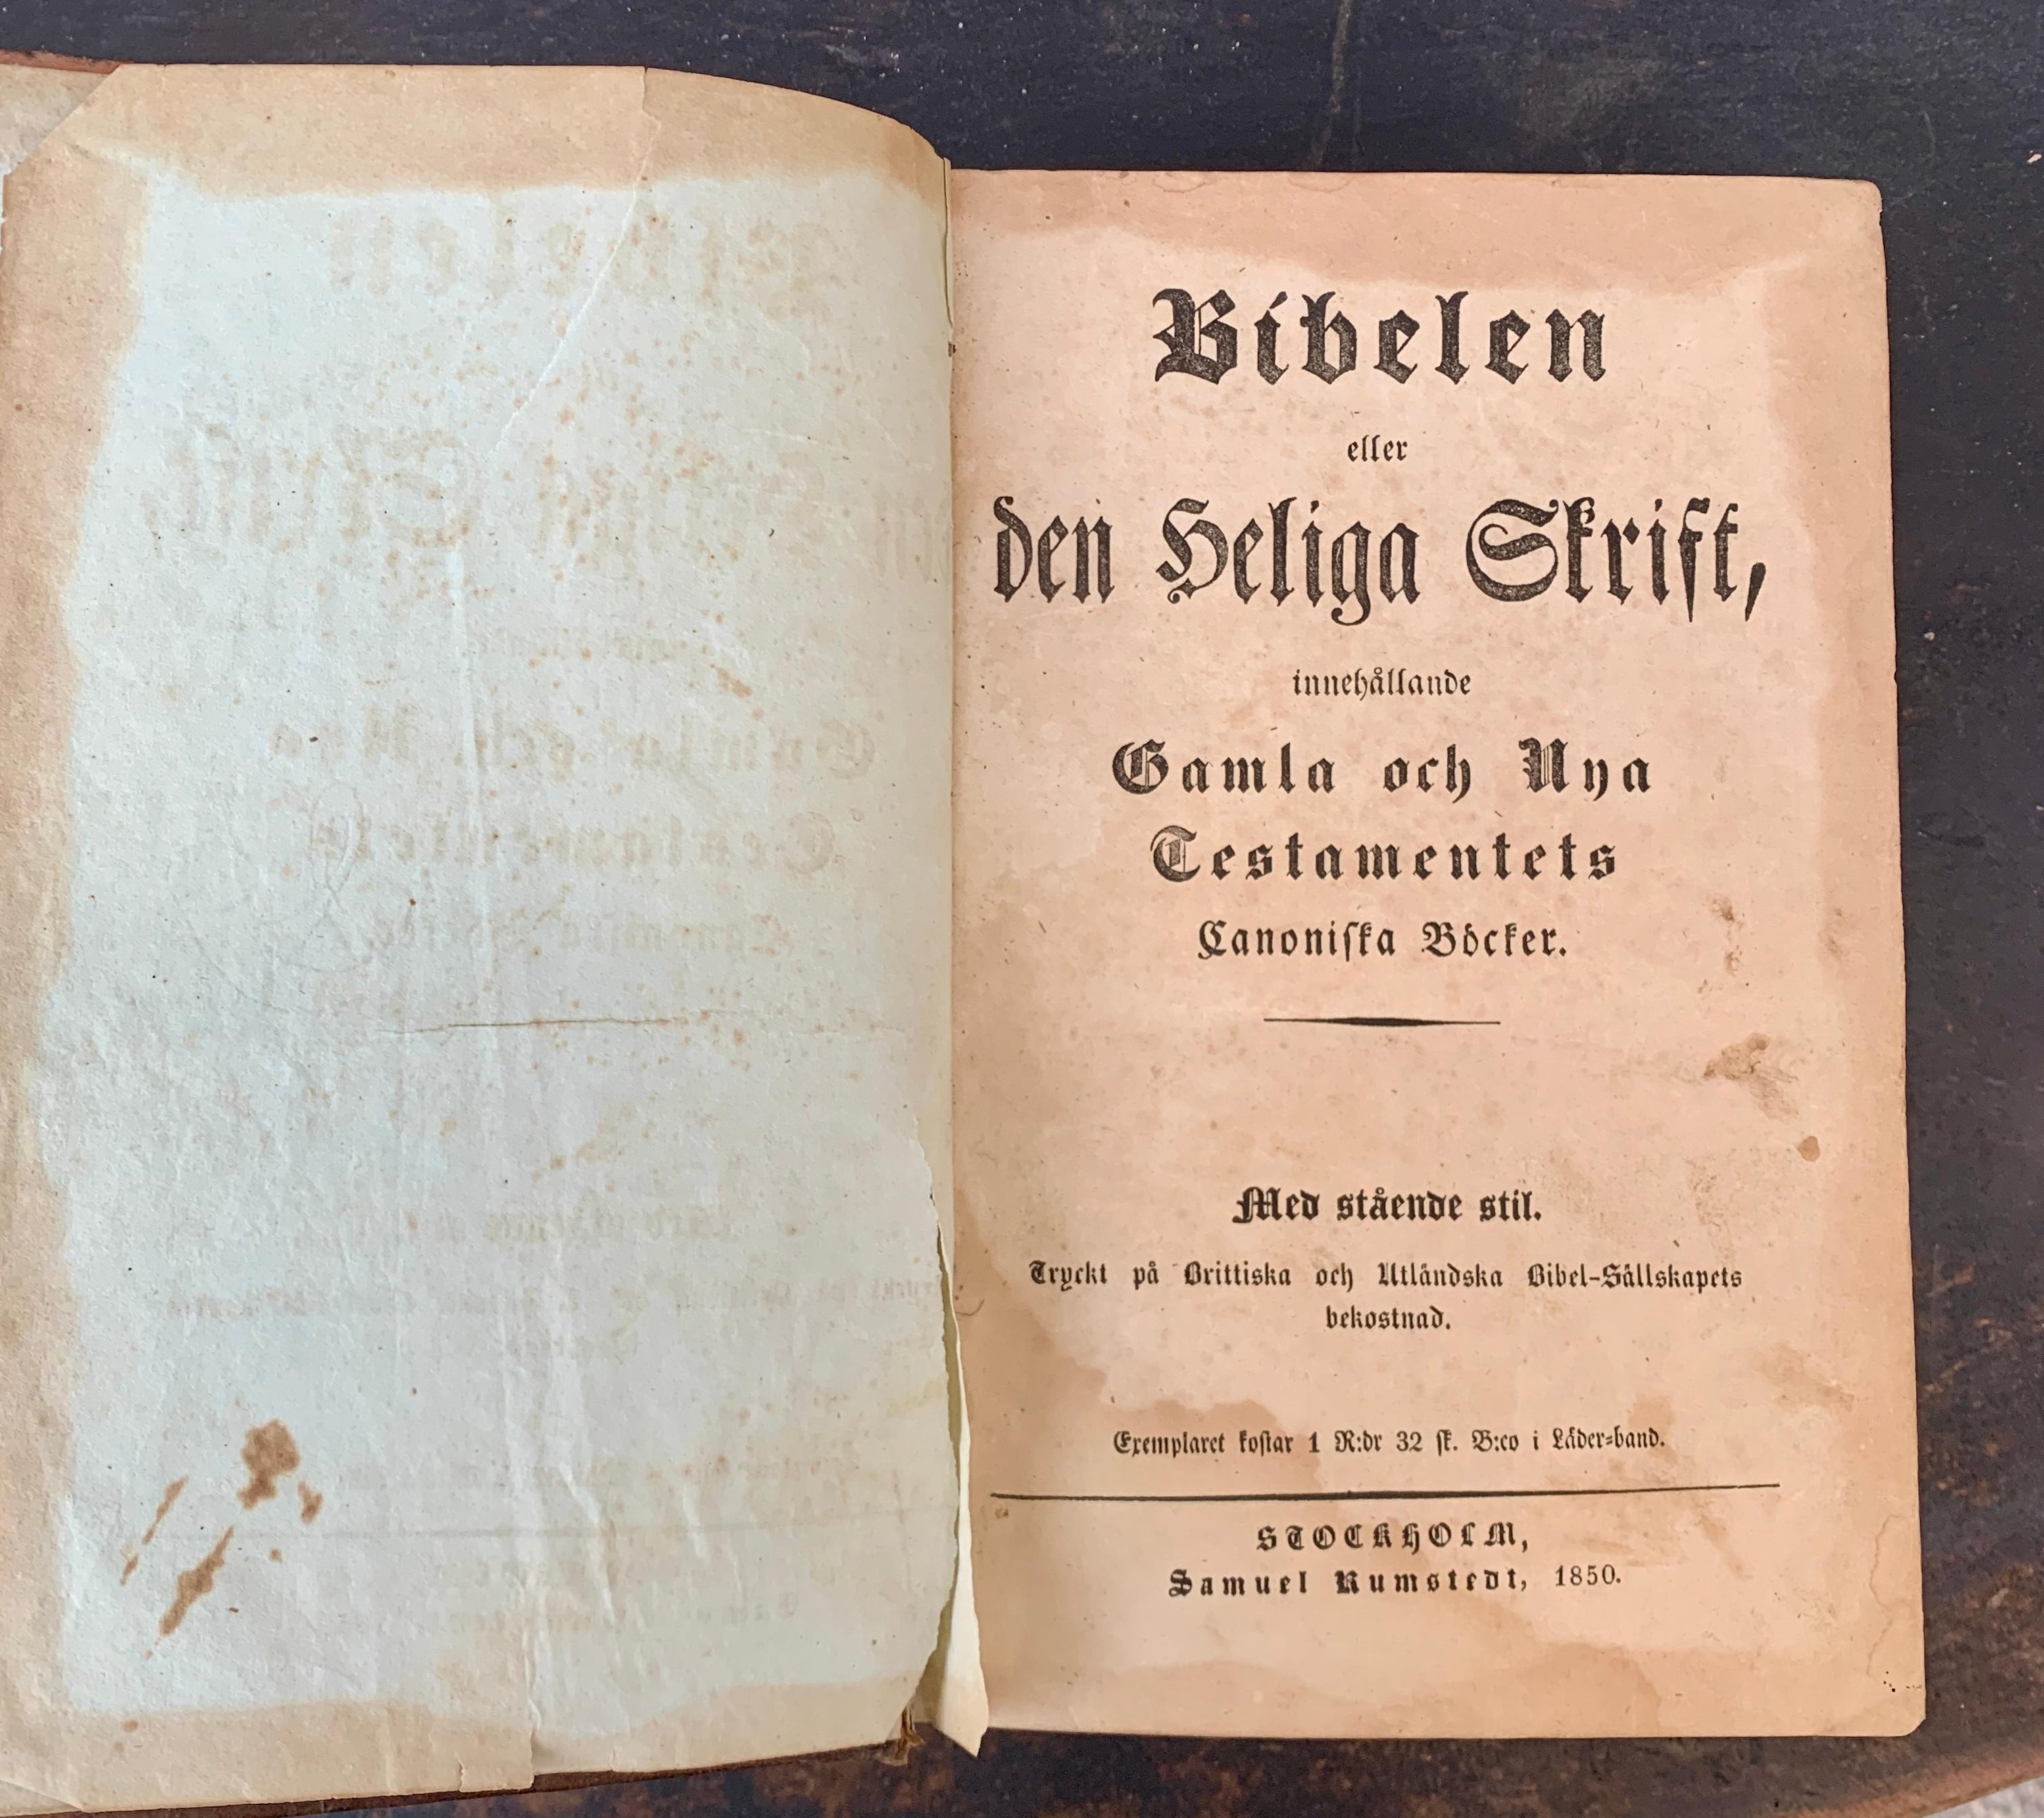 Bibelen
eller
den Heliga Skrift,
innehållande
Gamla och Nya
Testamentets
Canoniska Böcker.
Med stående stil.
Tryckt på Brittiska och Utländska Bibel-Sällskapets
bekostnad.
Exemplaret kostar 1 R:dr 32 sk. B:co i Läder-band.
STOCKHOLM,
Samuel Rumstedt, 1850.